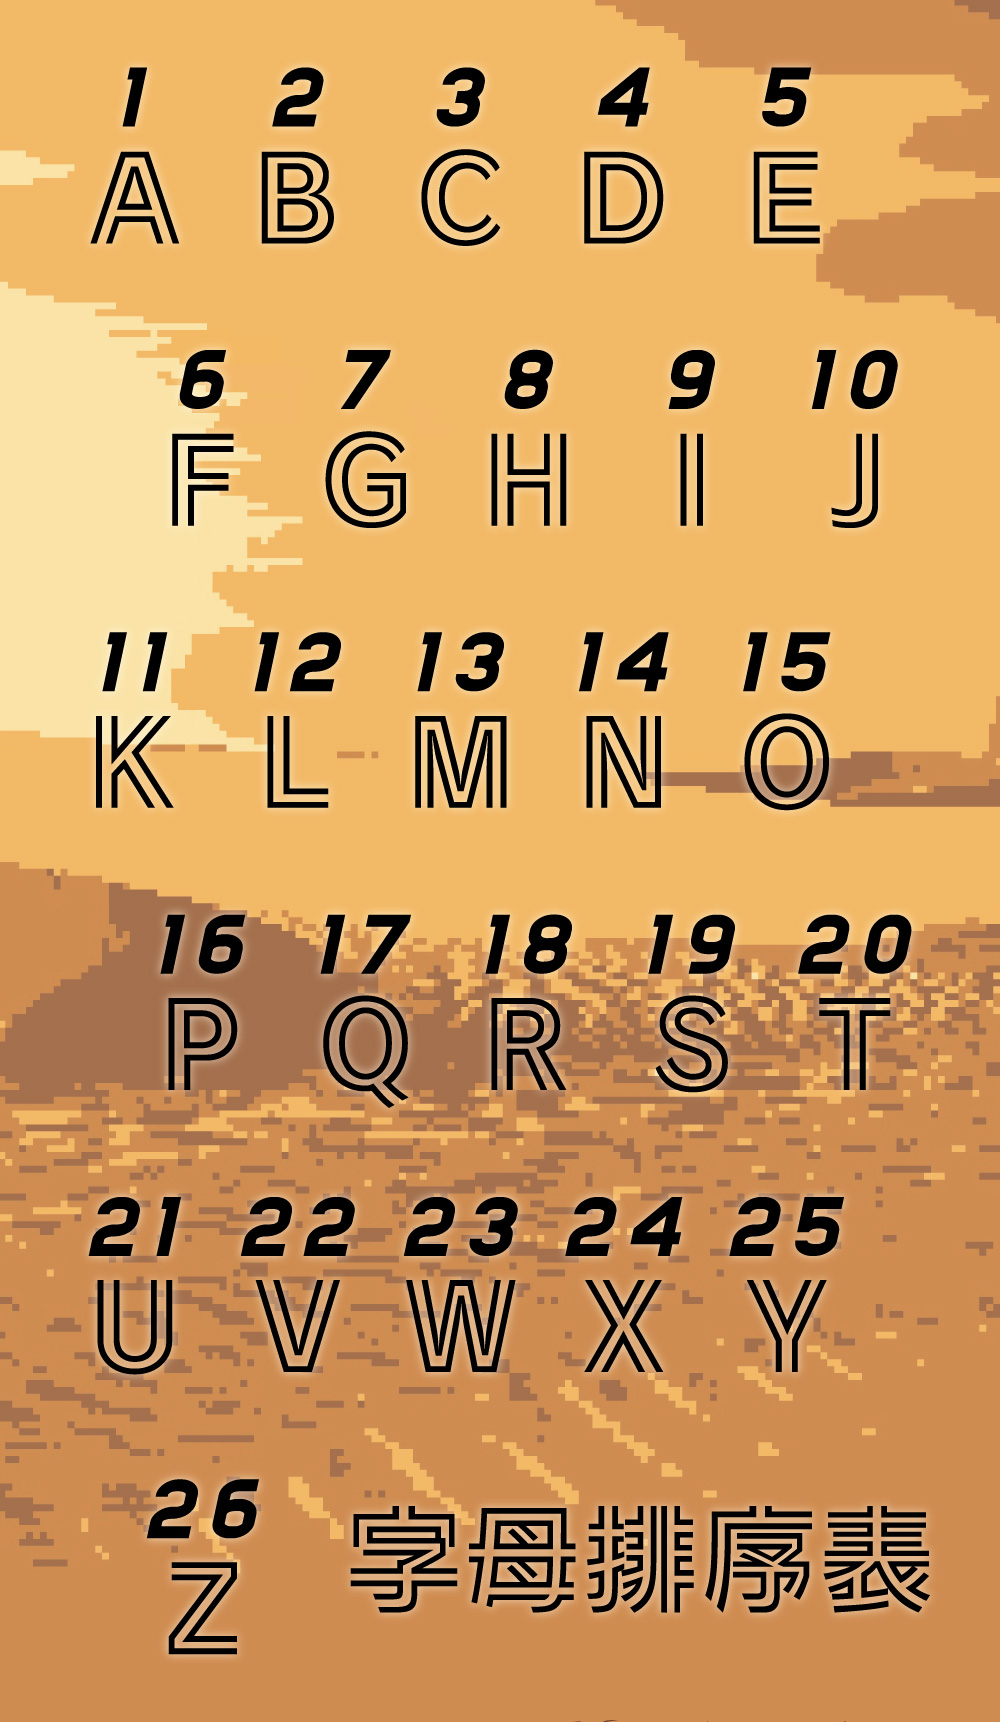 1 2 3 4 5
A B C D E
6 7 8 9 10
F G H I J
11 12 13 14 15
K L M N O
16 17 18 19 20
P Q R S T
21 22 23 24 25
U V W X Y
26
Z
字母排序表